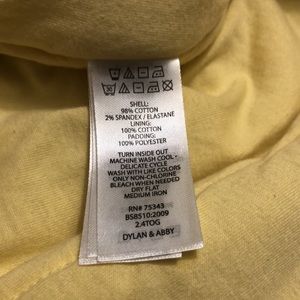 SHELL:
98% COTTON
2% SPANDEX / ELASTANE
LINING:
100% COTTON
PADDING:
100% POLYESTER
TURN INSIDE OUT
MACHINE WASH COOL -
DELICATE CYCLE
WASH WITH LIKE COLORS
ONLY NON-CHLORINE
BLEACH WHEN NEEDED
DRY FLAT
MEDIUM IRON
RN# 75343
BS8510:2009
2.4TOG
DYLAN & ABBY